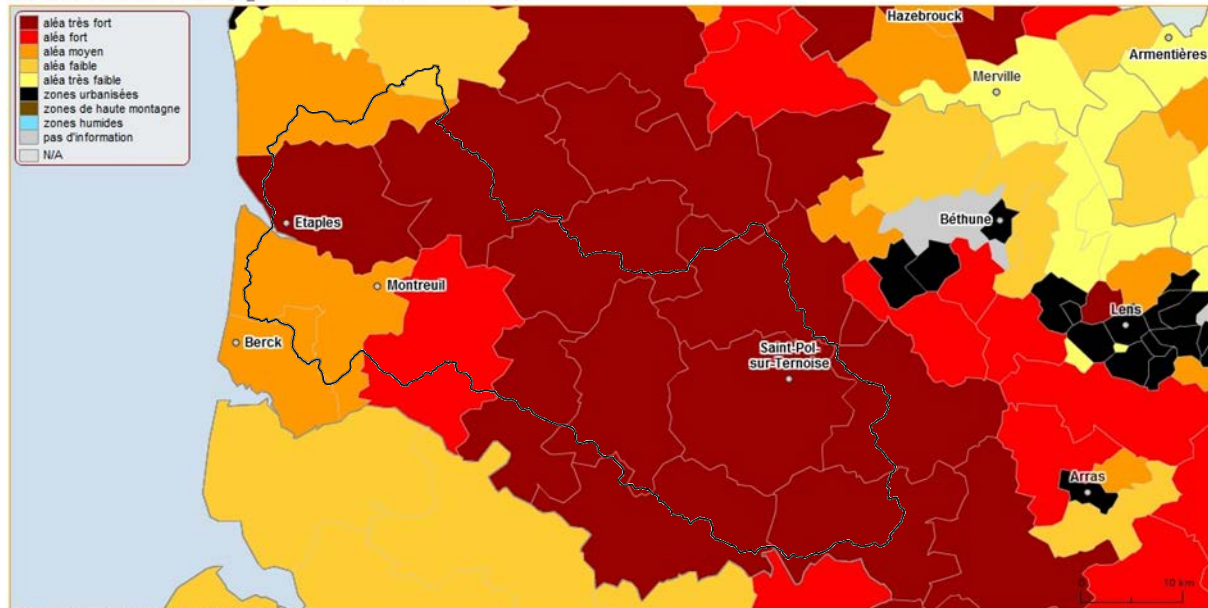 aléa très fort
aléa fort
aléa moyen
aléa faible
aléa très faible
zones urbanisées
zones de haute montagne
zones humides
pas d'information
N/A
Hazebrouck
Armentières
Merville
Béthune
Etaples
Montreuil
Lens
Berck
Saint-Pol-
sur-Ternoise
Arras
0
10 km